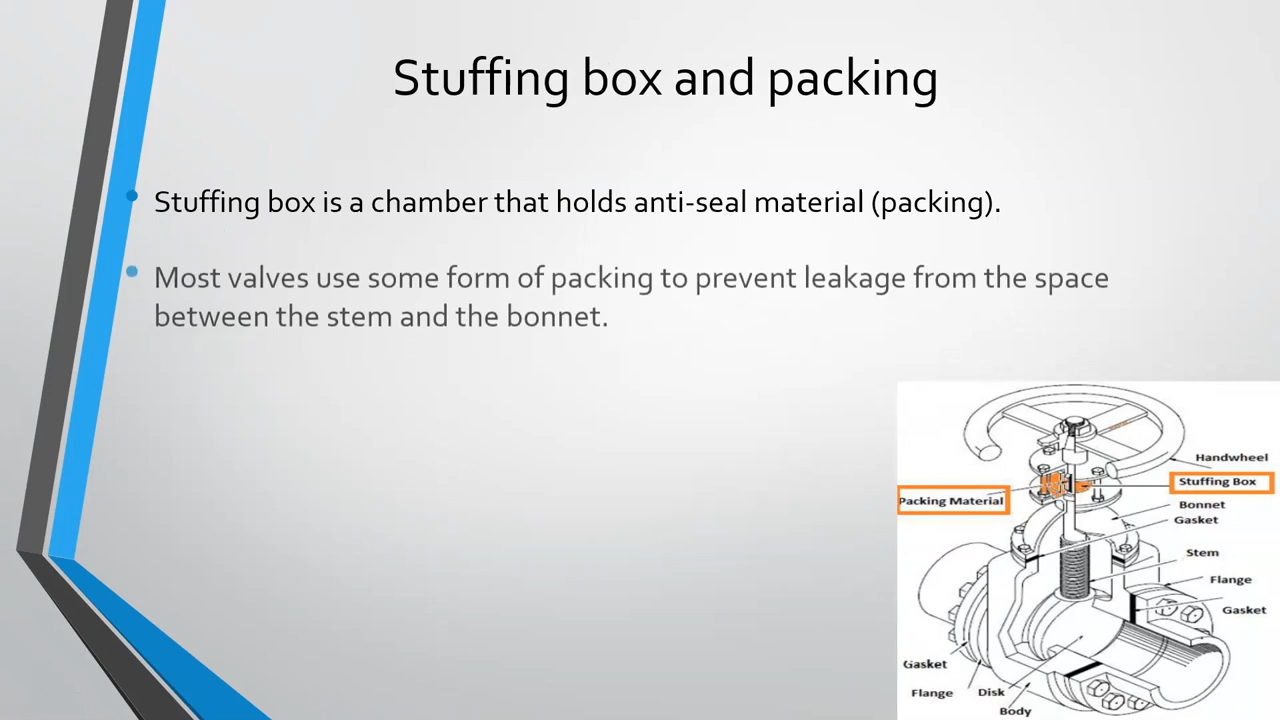 Stuffing box and packing
• Stuffing box is a chamber that holds anti-seal material (packing).
• Most valves use some form of packing to prevent leakage from the space
between the stem and the bonnet.
Handwheel
Stuffing Box
Packing Material
Bonnet
Gasket
Stem
Flange
Gasket
Gasket
Flange
Disk
Body